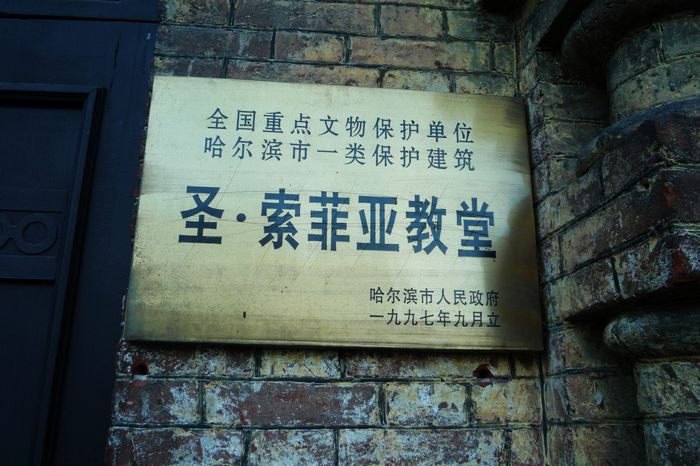 全国重点文物保护单位
哈尔滨市一类保护建筑
圣·索菲亚教堂
哈尔滨市人民政府
一九九七年九月立